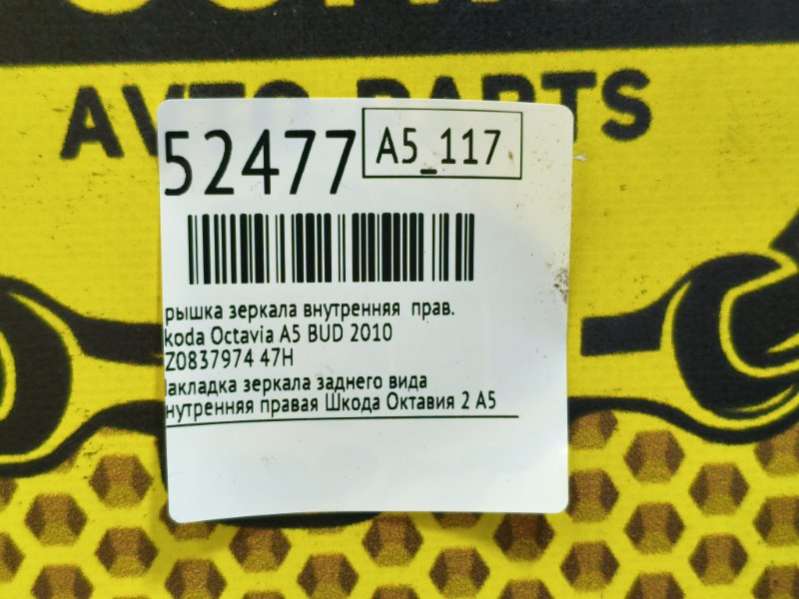 AVTO PARTS
52477
A5_117
рышка зеркала внутренняя прав.
koda Octavia A5 BUD 2010
Z0837974 47H
акладка зеркала заднего вида
нутренняя правая Шкода Октавия 2 А5